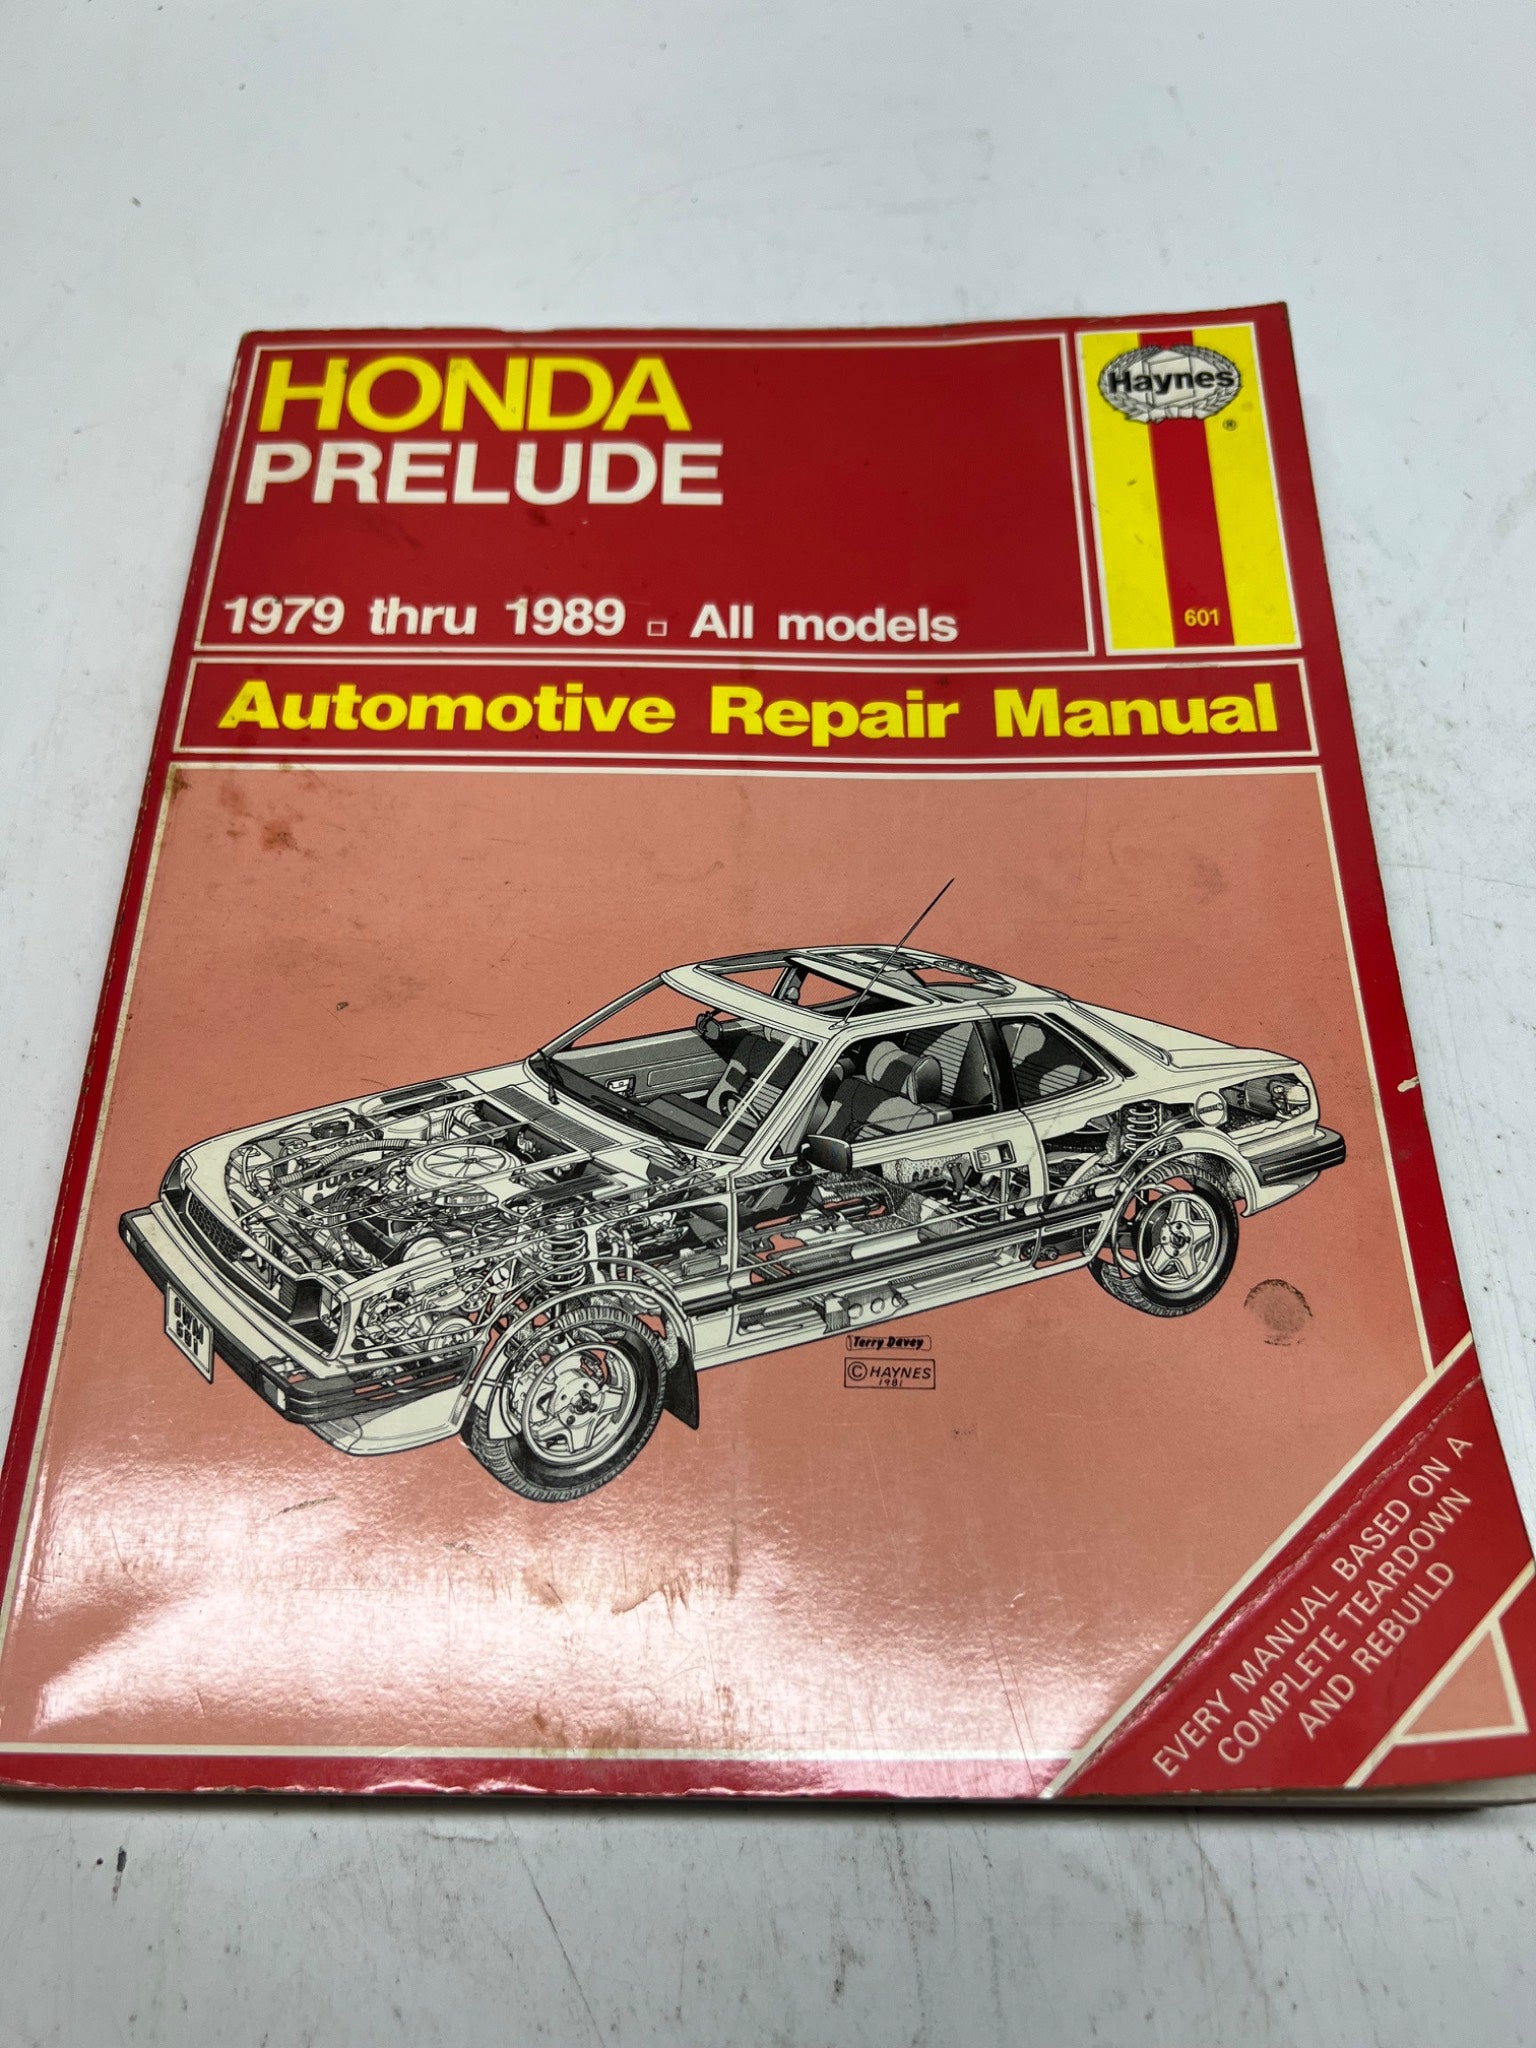 HONDA
PRELUDE
1979 thru 1989 □ All models
Haynes
®
601
Automotive Repair Manual
Terry Davey
© HAYNES
1981
EVERY MANUAL BASED ON A
COMPLETE TEARDOWN
AND REBUILD